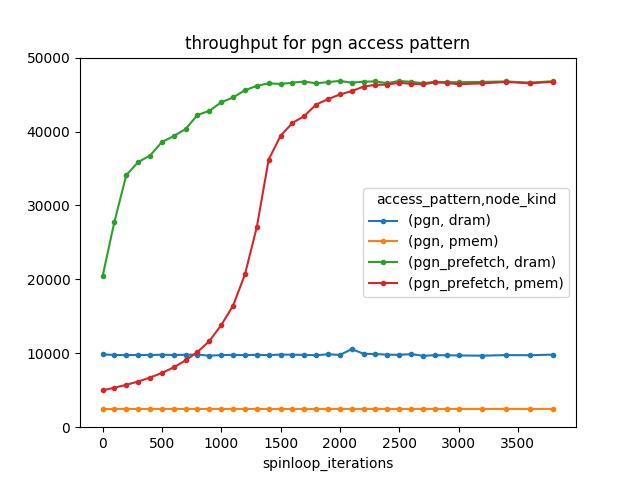 throughput for pgn access pattern
50000
40000
30000
20000
10000
0
access_pattern,node_kind
(pgn, dram)
(pgn, pmem)
(pgn_prefetch, dram)
(pgn_prefetch, pmem)
0 500 1000 1500 2000 2500 3000 3500
spinloop_iterations